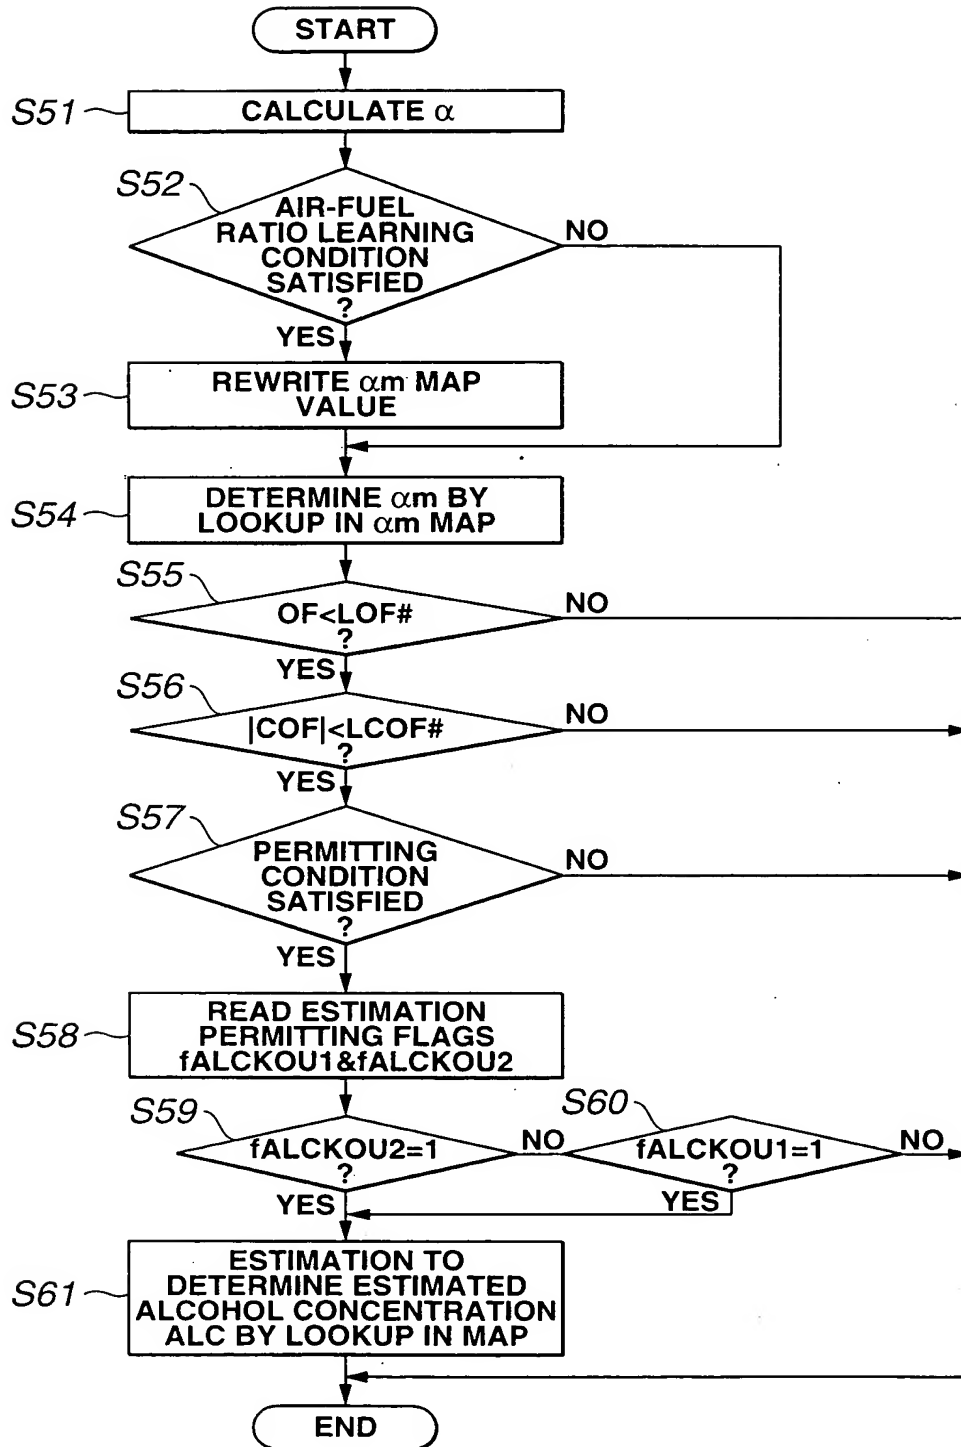 START
S51
CALCULATE α
S52
AIR-FUEL
RATIO LEARNING
CONDITION
SATISFIED
?
NO
YES
S53
REWRITE αm MAP
VALUE
S54
DETERMINE αm BY
LOOKUP IN αm MAP
S55
OF<LOF#
?
NO
YES
S56
|COF|<LCOF#
?
NO
YES
S57
PERMITTING
CONDITION
SATISFIED
?
NO
YES
S58
READ ESTIMATION
PERMITTING FLAGS
fALCKOU1&fALCKOU2
S59
fALCKOU2=1
?
NO
YES
S60
fALCKOU1=1
?
NO
YES
S61
ESTIMATION TO
DETERMINE ESTIMATED
ALCOHOL CONCENTRATION
ALC BY LOOKUP IN MAP
END